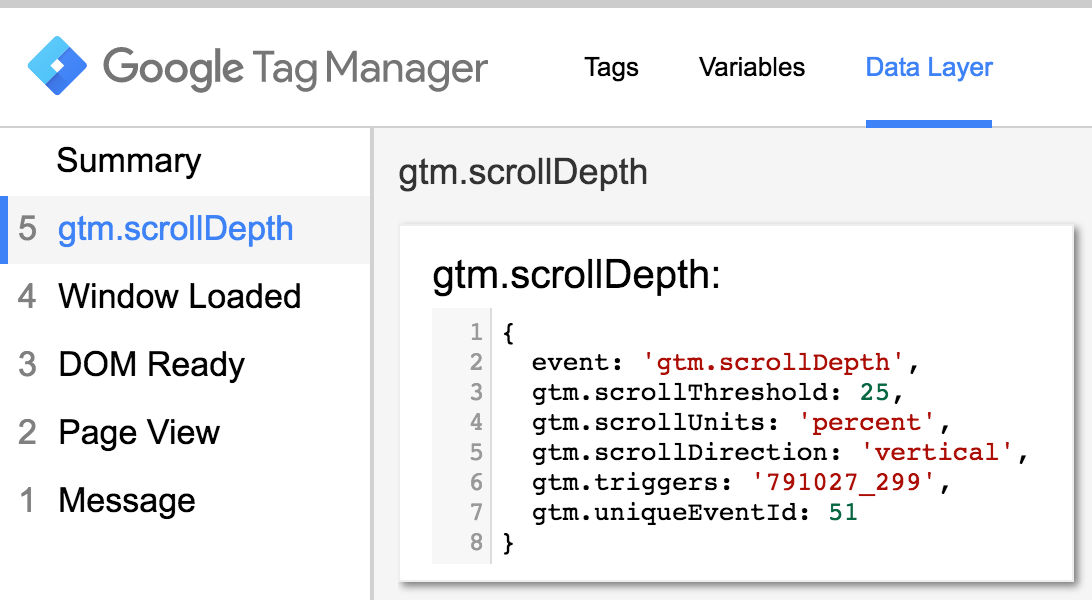 Google Tag Manager Tags Variables Data Layer
Summary
5 gtm.scrollDepth
4 Window Loaded
3 DOM Ready
2 Page View
1 Message
gtm.scrollDepth
gtm.scrollDepth:
1 {
2 event: 'gtm.scrollDepth',
3 gtm.scrollThreshold: 25,
4 gtm.scrollUnits: 'percent',
5 gtm.scrollDirection: 'vertical',
6 gtm.triggers: '791027_299',
7 gtm.uniqueEventId: 51
8 }